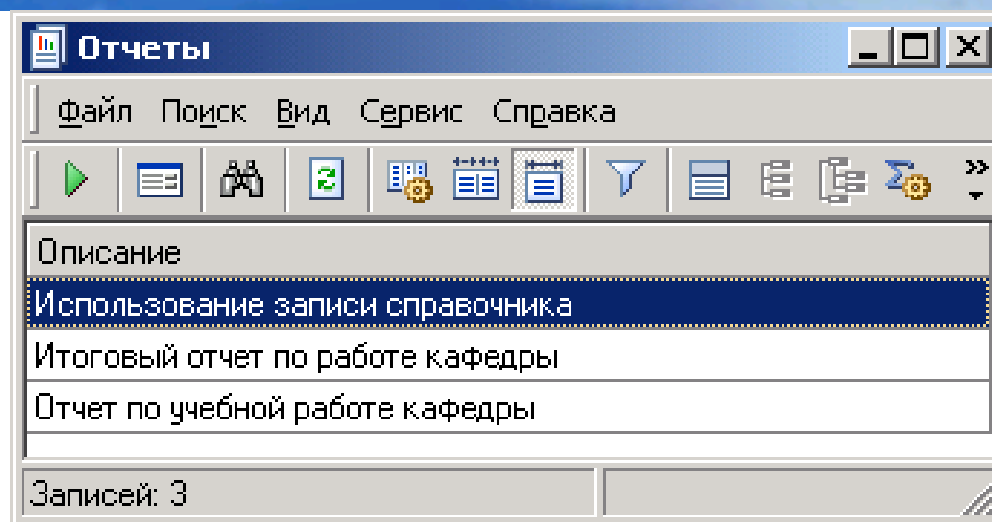 Отчеты
Файл Поиск Вид Сервис Справка
Описание
Использование записи справочника
Итоговый отчет по работе кафедры
Отчет по учебной работе кафедры
Записей: 3